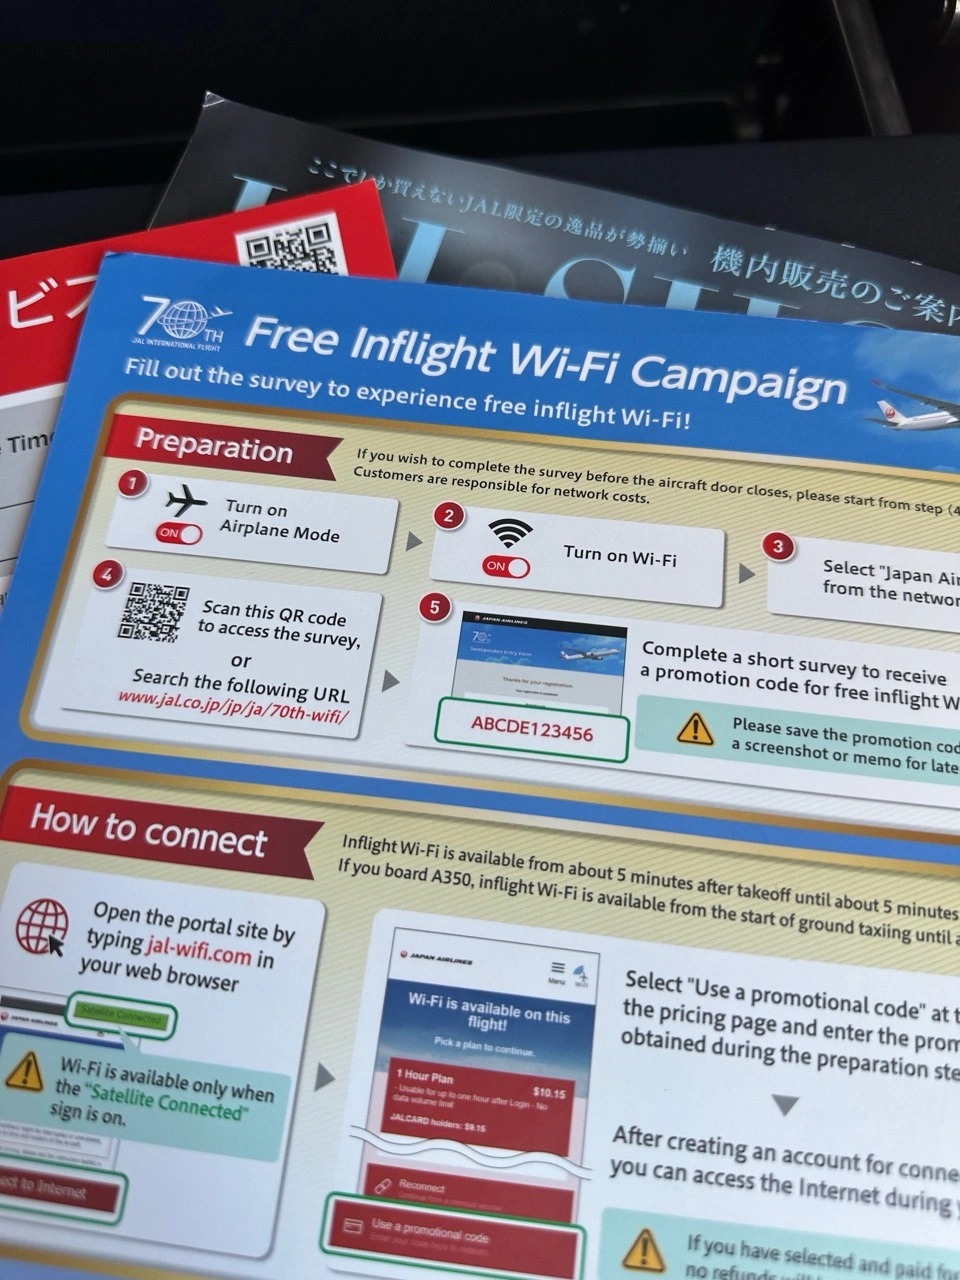 ここでしか買えないJAL限定の逸品が勢揃い
機内販売のご案内
ビス
Time
70TH
JAL INTERNATIONAL FLIGHT
Free Inflight Wi-Fi Campaign
Fill out the survey to experience free inflight Wi-Fi!
Preparation
If you wish to complete the survey before the aircraft door closes, please start from step (4
Customers are responsible for network costs.
1
Turn on
Airplane Mode
ON
2
Turn on Wi-Fi
ON
3
Select "Japan Air
from the networ
4
Scan this QR code
to access the survey,
or
Search the following URL
www.jal.co.jp/jp/ja/70th-wifi/
5
JAPAN AIRLINES
Thanks for your registration.
ABCDE123456
Complete a short survey to receive
a promotion code for free inflight W
Please save the promotion cod
a screenshot or memo for late
How to connect
Inflight Wi-Fi is available from about 5 minutes after takeoff until about 5 minutes
If you board A350, inflight Wi-Fi is available from the start of ground taxiing until a
Open the portal site by
typing jal-wifi.com in
your web browser
Satellite Connected
Wi-Fi is available only when
the "Satellite Connected"
sign is on.
ect to Internet
JAPAN AIRLINES
Menu
Wi-Fi
Wi-Fi is available on this
flight!
Pick a plan to continue.
1 Hour Plan
$10.15
- Usable for up to one hour after Login - No
data volume limit
JALCARD holders: $9.15
Reconnect
Use a promotional code
Enter your code here to redeem
Select "Use a promotional code" at t
the pricing page and enter the prom
obtained during the preparation ste
After creating an account for conne
you can access the Internet during y
If you have selected and paid for
no refunds